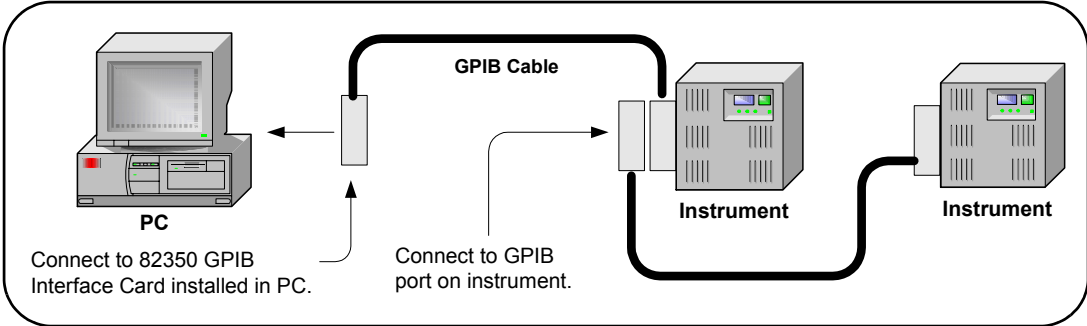 GPIB Cable
PC
Instrument
Instrument
Connect to 82350 GPIB
Interface Card installed in PC.
Connect to GPIB
port on instrument.